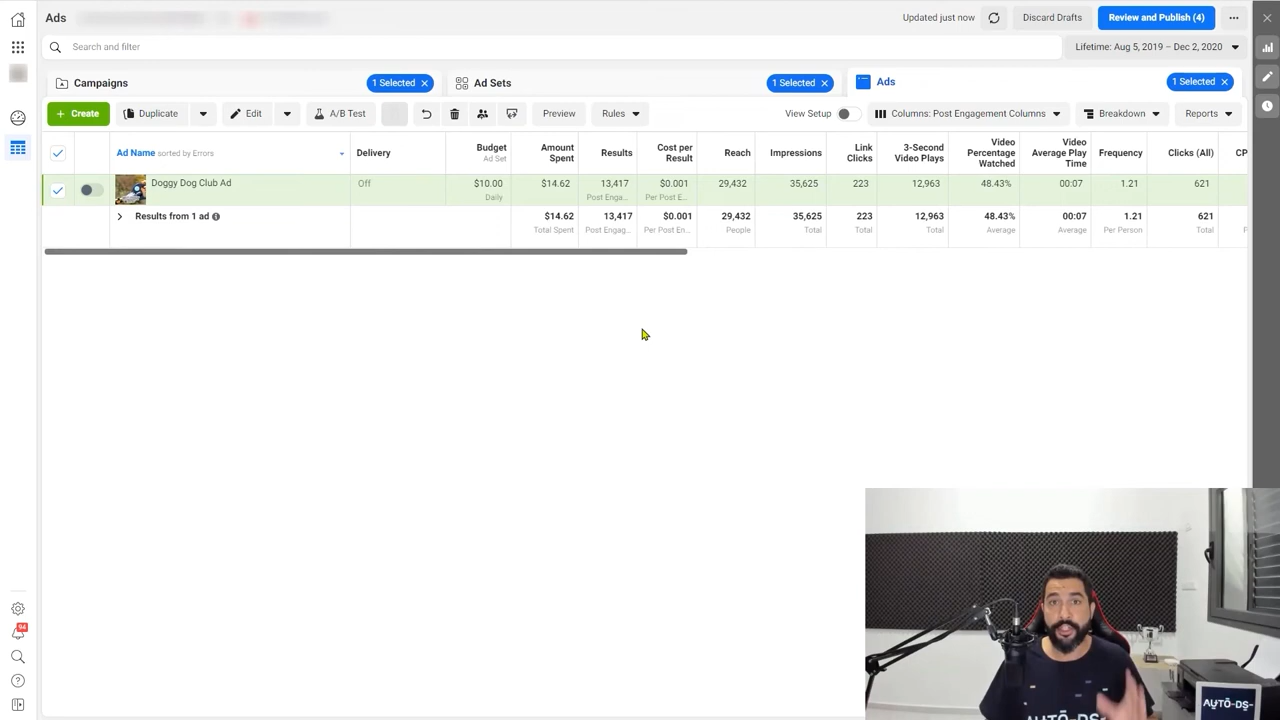 Ads
Updated just now
Discard Drafts
Review and Publish (4)
Search and filter
Lifetime: Aug 5, 2019 – Dec 2, 2020
Campaigns
1 Selected
Ad Sets
1 Selected
Ads
1 Selected
Create
Duplicate
Edit
A/B Test
Preview
Rules
View Setup
Columns: Post Engagement Columns
Breakdown
Reports
Ad Name sorted by Errors
Delivery
Budget
Ad Set
Amount
Spent
Results
Cost per
Result
Reach
Impressions
Link
Clicks
3-Second
Video Plays
Video
Percentage
Watched
Video
Average Play
Time
Frequency
Clicks (All)
CP
Doggy Dog Club Ad
Off
$10.00
Daily
$14.62
13,417
Post Enga...
$0.001
Per Post E...
29,432
35,625
223
12,963
48.43%
00:07
1.21
621
Results from 1 ad
$14.62
Total Spent
13,417
Post Engag...
$0.001
Per Post En...
29,432
People
35,625
Total
223
Total
12,963
Total
48.43%
Average
00:07
Average
1.21
Per Person
621
Total
P
94
AUTO-DS-
AUTO-DS-